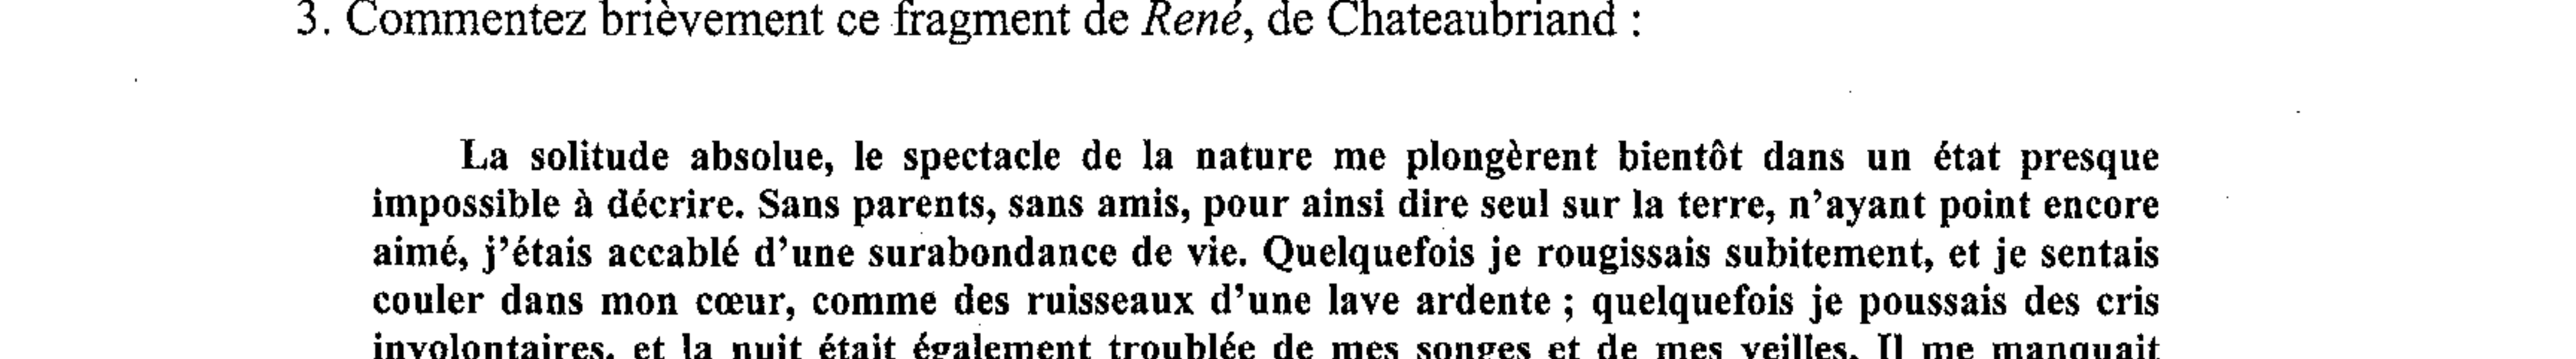 3. Commentez brièvement ce fragment de René, de Chateaubriand :
La solitude absolue, le spectacle de la nature me plongèrent bientôt dans un état presque
impossible à décrire. Sans parents, sans amis, pour ainsi dire seul sur la terre, n'ayant point encore
aimé, j'étais accablé d'une surabondance de vie. Quelquefois je rougissais subitement, et je sentais
couler dans mon cœur, comme des ruisseaux d'une lave ardente ; quelquefois je poussais des cris
involontaires, et la nuit était également troublée de mes songes et de mes veilles. Il me manquait